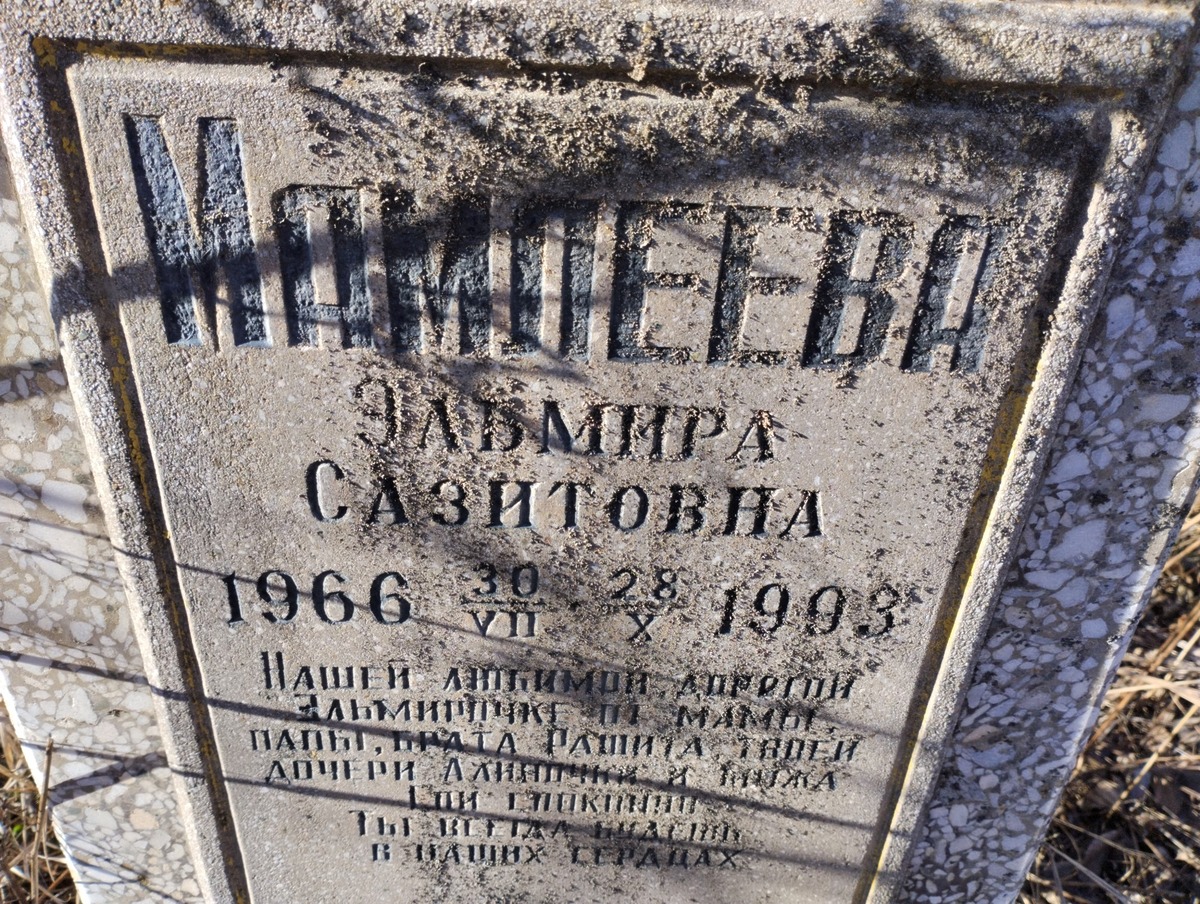 Мамлеева
Эльмира
Сазитовна
1966 30/VII 28/X 1993
Нашей любимой, дорогой
Эльмирочке от мамы,
папы, брата Рашита твоей
дочери Алиночки и мужа
Спи спокойно
Ты всегда будешь
в наших сердцах